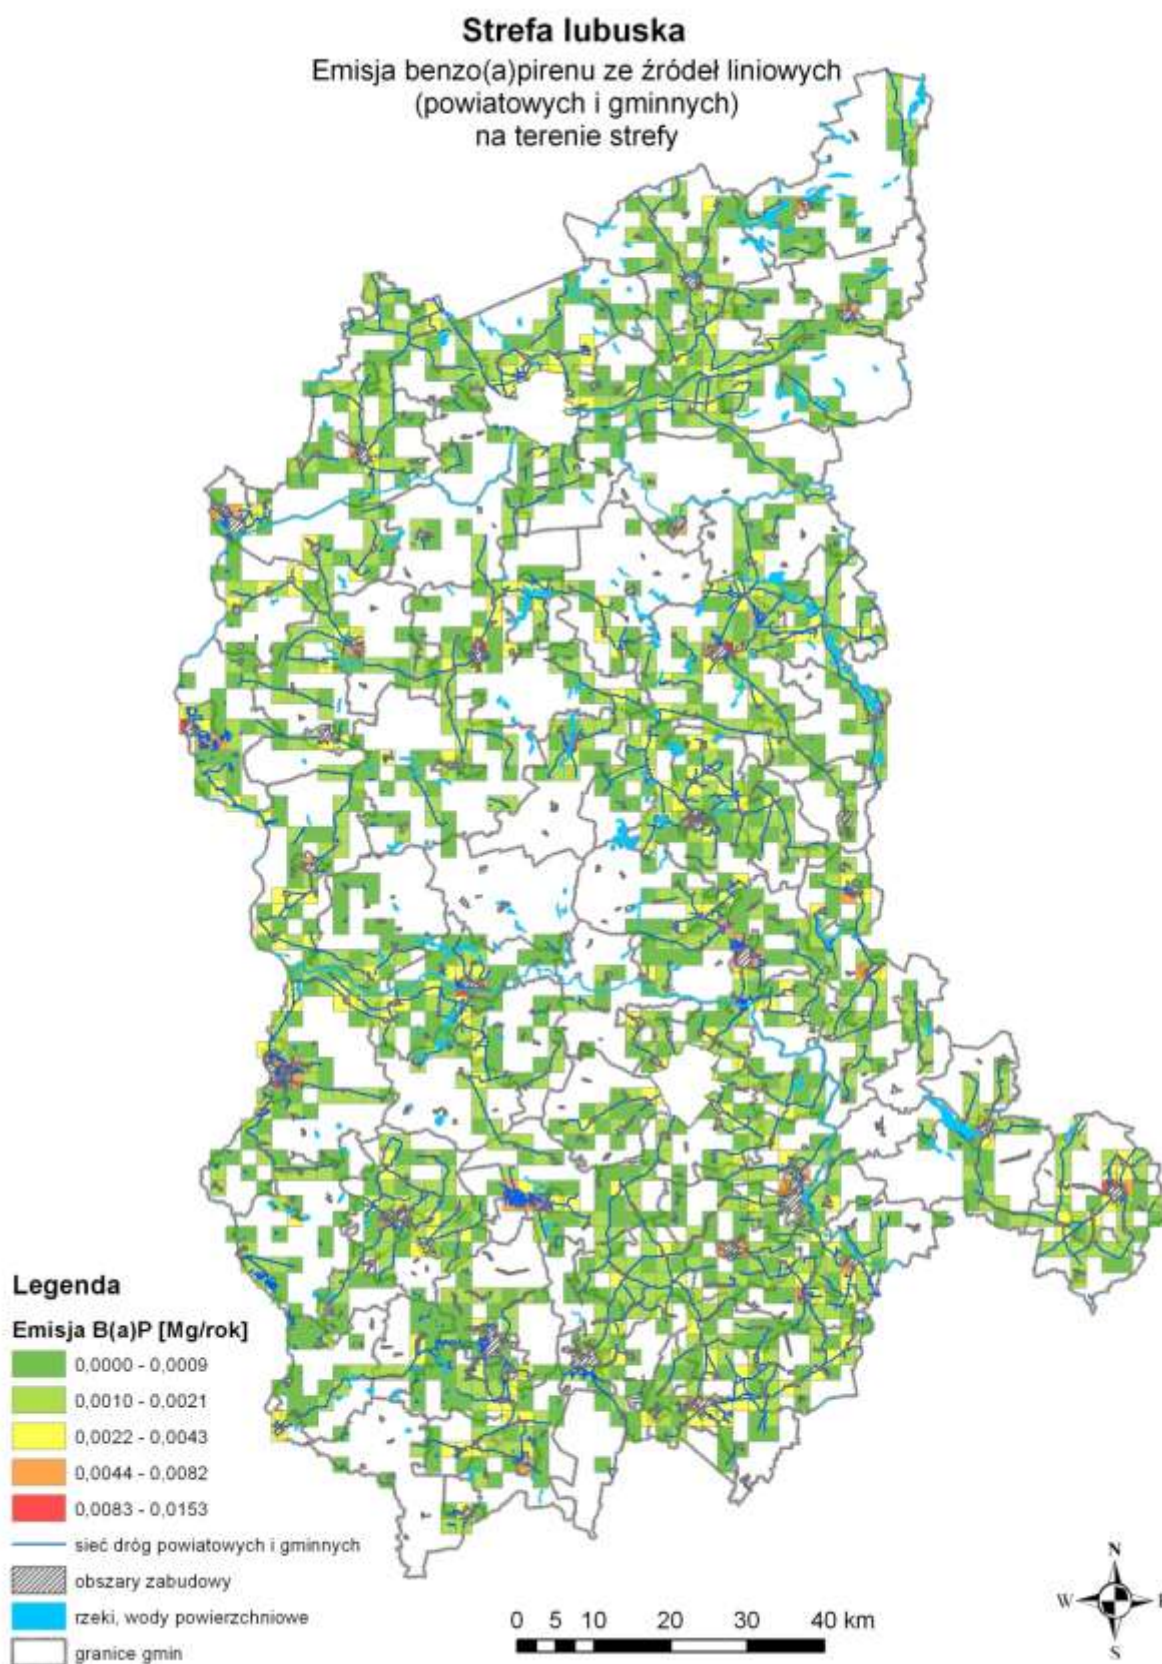 Strefa lubuska
Emisja benzo(a)pirenu ze źródeł liniowych
(powiatowych i gminnych)
na terenie strefy
Legenda
Emisja B(a)P [Mg/rok]
0,0000 - 0,0009
0,0010 - 0,0021
0,0022 - 0,0043
0,0044 - 0,0082
0,0083 - 0,0153
sieć dróg powiatowych i gminnych
obszary zabudowy
rzeki, wody powierzchniowe
granice gmin
0 5 10 20 30 40 km
N
W
S